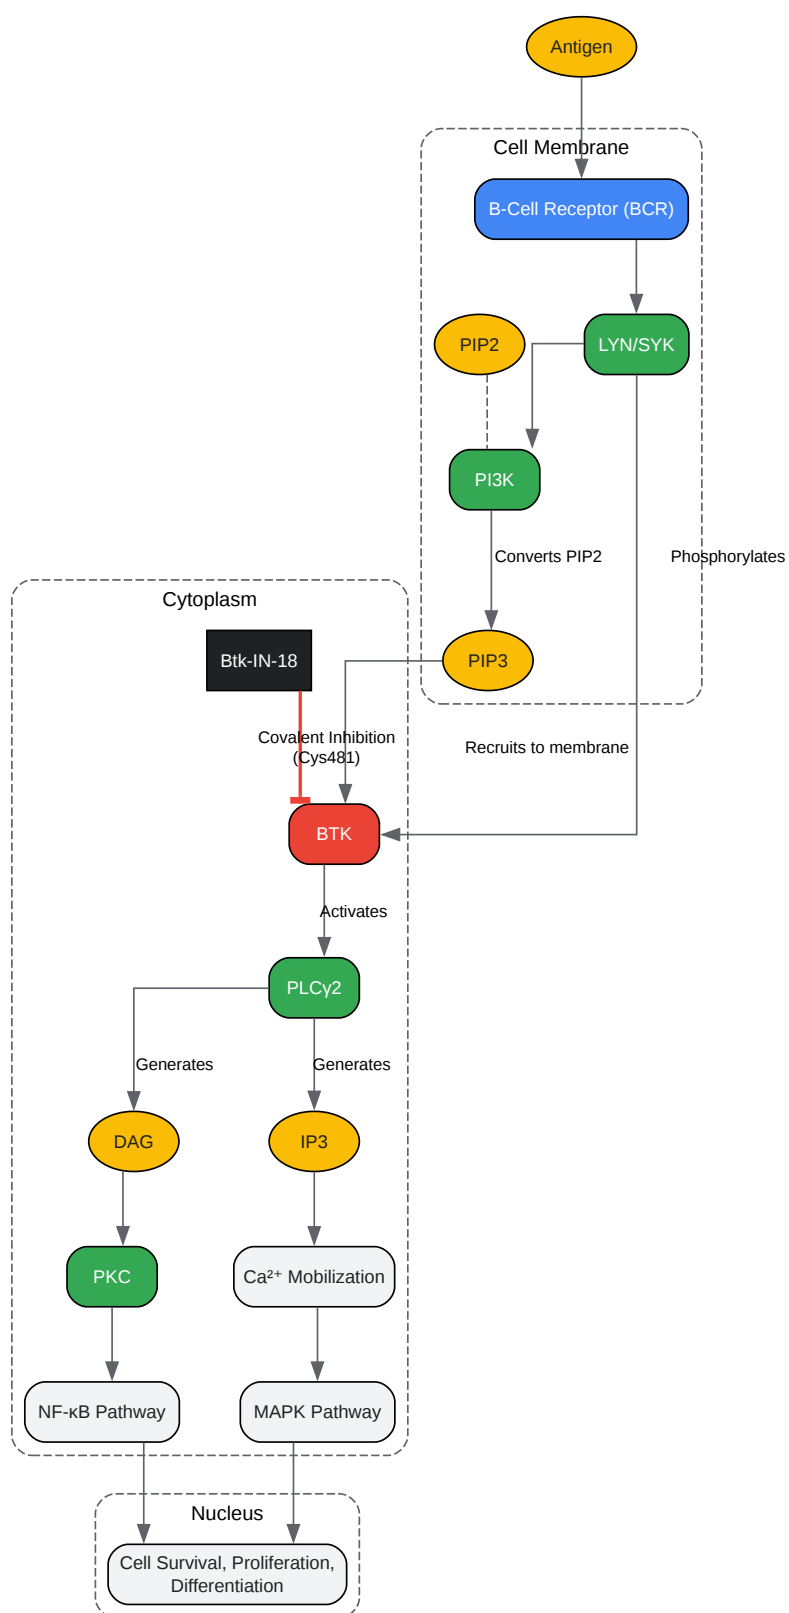 Antigen
Cell Membrane
B-Cell Receptor (BCR)
PIP2
LYN/SYK
PI3K
Converts PIP2
Phosphorylates
Cytoplasm
Btk-IN-18
PIP3
Covalent Inhibition
(Cys481)
Recruits to membrane
BTK
Activates
PLCγ2
Generates
Generates
DAG
IP3
PKC
Ca²⁺ Mobilization
NF-κB Pathway
MAPK Pathway
Nucleus
Cell Survival, Proliferation,
Differentiation